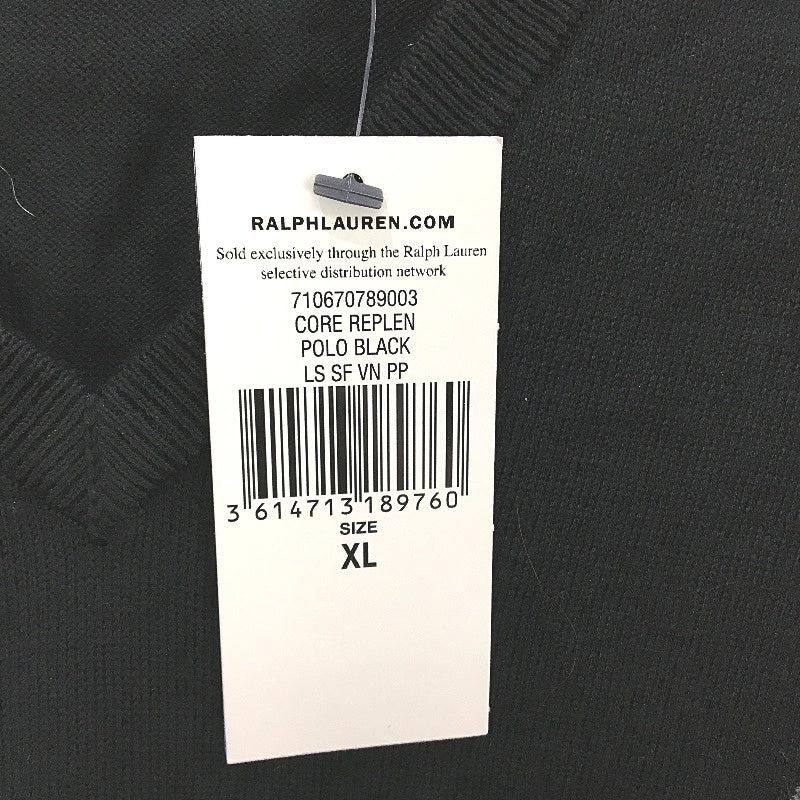 RALPHLAUREN.COM
Sold exclusively through the Ralph Lauren
selective distribution network
710670789003
CORE REPLEN
POLO BLACK
LS SF VN PP
3 614713 189760
SIZE
XL